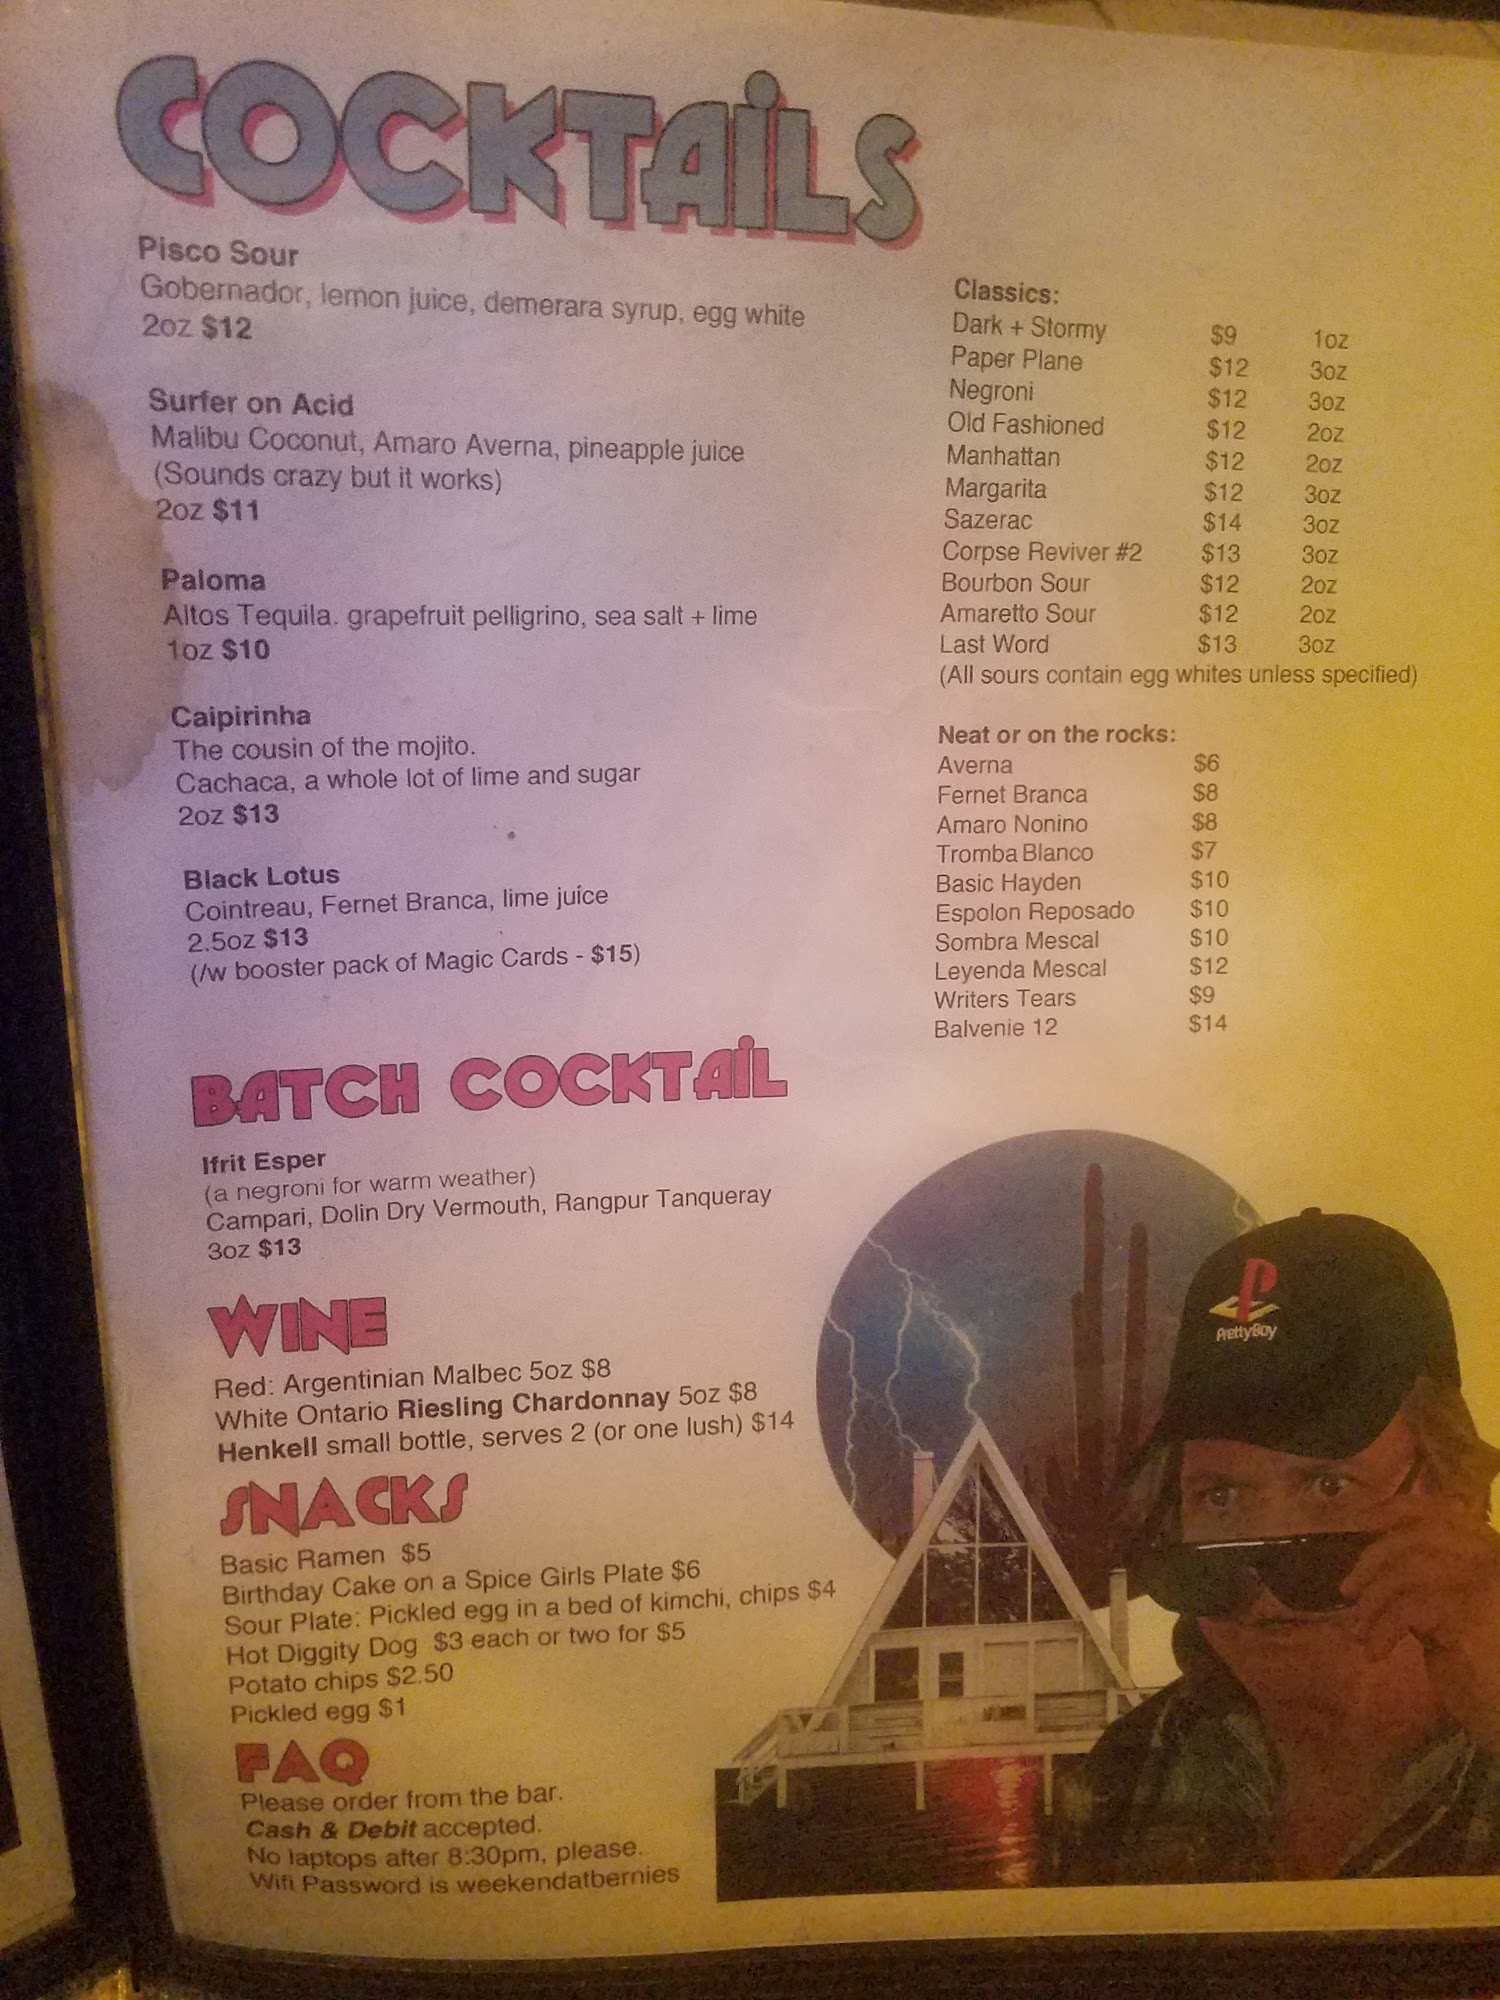 COCKTAiLS
Pisco Sour
Gobernador, lemon juice, demerara syrup, egg white
2oz $12
Surfer on Acid
Malibu Coconut, Amaro Averna, pineapple juice
(Sounds crazy but it works)
2oz $11
Paloma
Altos Tequila. grapefruit pelligrino, sea salt + lime
1oz $10
Caipirinha
The cousin of the mojito.
Cachaca, a whole lot of lime and sugar
2oz $13
Black Lotus
Cointreau, Fernet Branca, lime juice
2.5oz $13
(/w booster pack of Magic Cards - $15)
Classics:
Dark + Stormy $9 1oz
Paper Plane $12 3oz
Negroni $12 3oz
Old Fashioned $12 2oz
Manhattan $12 2oz
Margarita $12 3oz
Sazerac $14 3oz
Corpse Reviver #2 $13 3oz
Bourbon Sour $12 2oz
Amaretto Sour $12 2oz
Last Word $13 3oz
(All sours contain egg whites unless specified)
Neat or on the rocks:
Averna $6
Fernet Branca $8
Amaro Nonino $8
Tromba Blanco $7
Basic Hayden $10
Espolon Reposado $10
Sombra Mescal $10
Leyenda Mescal $12
Writers Tears $9
Balvenie 12 $14
BATCH COCKTAiL
Ifrit Esper
(a negroni for warm weather)
Campari, Dolin Dry Vermouth, Rangpur Tanqueray
3oz $13
WINE
Red: Argentinian Malbec 5oz $8
White Ontario Riesling Chardonnay 5oz $8
Henkell small bottle, serves 2 (or one lush) $14
SNACKS
Basic Ramen $5
Birthday Cake on a Spice Girls Plate $6
Sour Plate: Pickled egg in a bed of kimchi, chips $4
Hot Diggity Dog $3 each or two for $5
Potato chips $2.50
Pickled egg $1
FAQ
Please order from the bar.
Cash & Debit accepted.
No laptops after 8:30pm, please.
Wifi Password is weekendatbernies
PrettyBoy